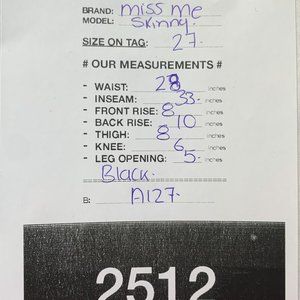 BRAND: miss me
MODEL: Skinny
SIZE ON TAG: 27.
# OUR MEASUREMENTS #
- WAIST: 28 inches
- INSEAM: 33. inches
- FRONT RISE: 8 inches
- BACK RISE: 10 inches
- THIGH: 8 inches
- KNEE: 6 inches
- LEG OPENING: 5. inches
Black.
B: A127.
2512